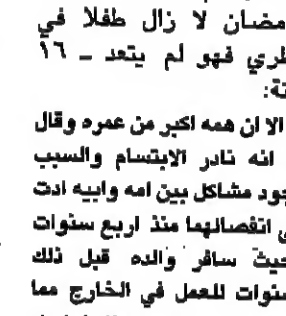 مضان لا زال طفلا في
ظري فهو لم يتعد ـ ١٦
نة:
الا ان همه اكبر من عمره وقال
انه نادر الابتسام والسبب
جود مشاكل بين امه وابيه ادت
ى انفصالهما منذ اربع سنوات
حيث سافر والده قبل ذلك
سنوات للعمل في الخارج مما